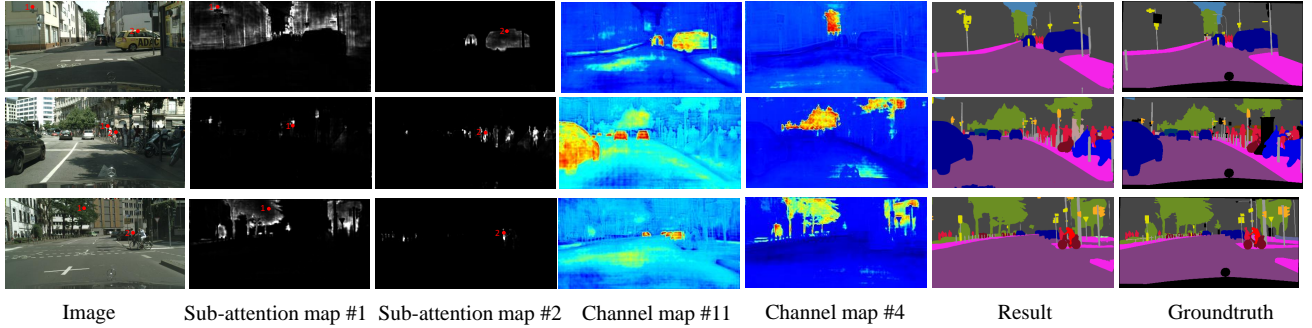 Image
Sub-attention map #1
Sub-attention map #2
Channel map #11
Channel map #4
Result
Groundtruth